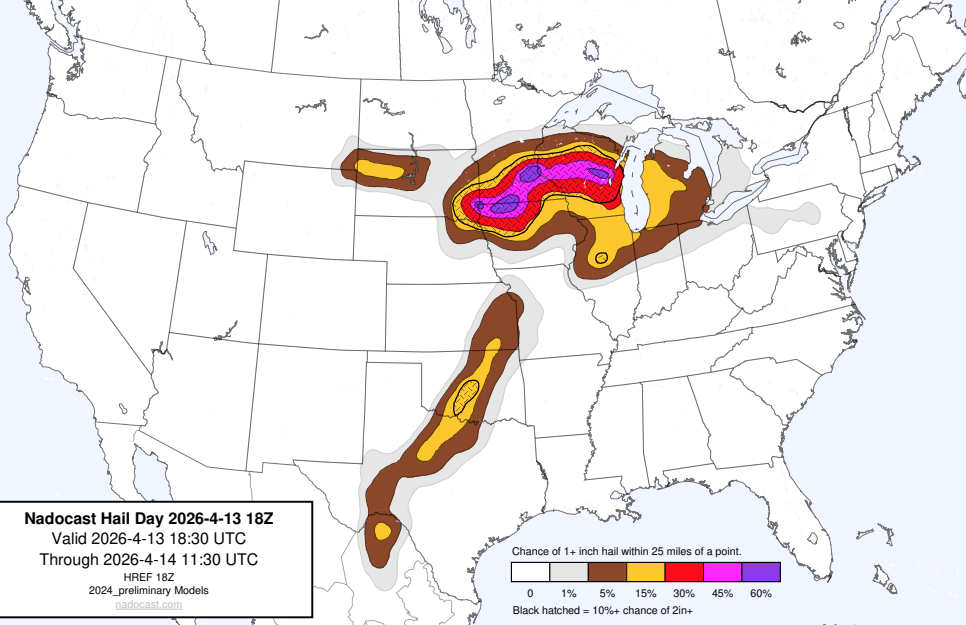 Nadocast Hail Day 2026-4-13 18Z
Valid 2026-4-13 18:30 UTC
Through 2026-4-14 11:30 UTC
HREF 18Z
2024_preliminary Models
nadocast.com
Chance of 1+ inch hail within 25 miles of a point.
0 1% 5% 15% 30% 45% 60%
Black hatched = 10%+ chance of 2in+